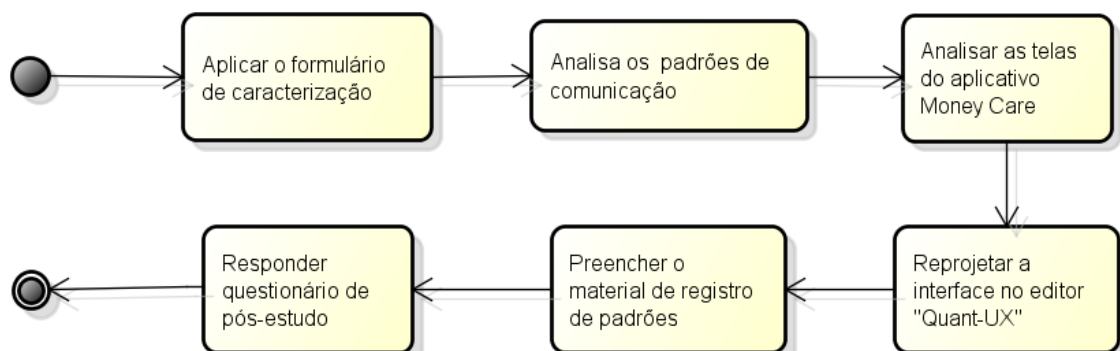 Aplicar o formulário
de caracterização
Analisa os  padrões de
comunicação
Analisar as telas
do aplicativo
Money Care
Reprojetar a
interface no editor
"Quant-UX"
Preencher o
material de registro
de padrões
Responder
questionário de
pós-estudo